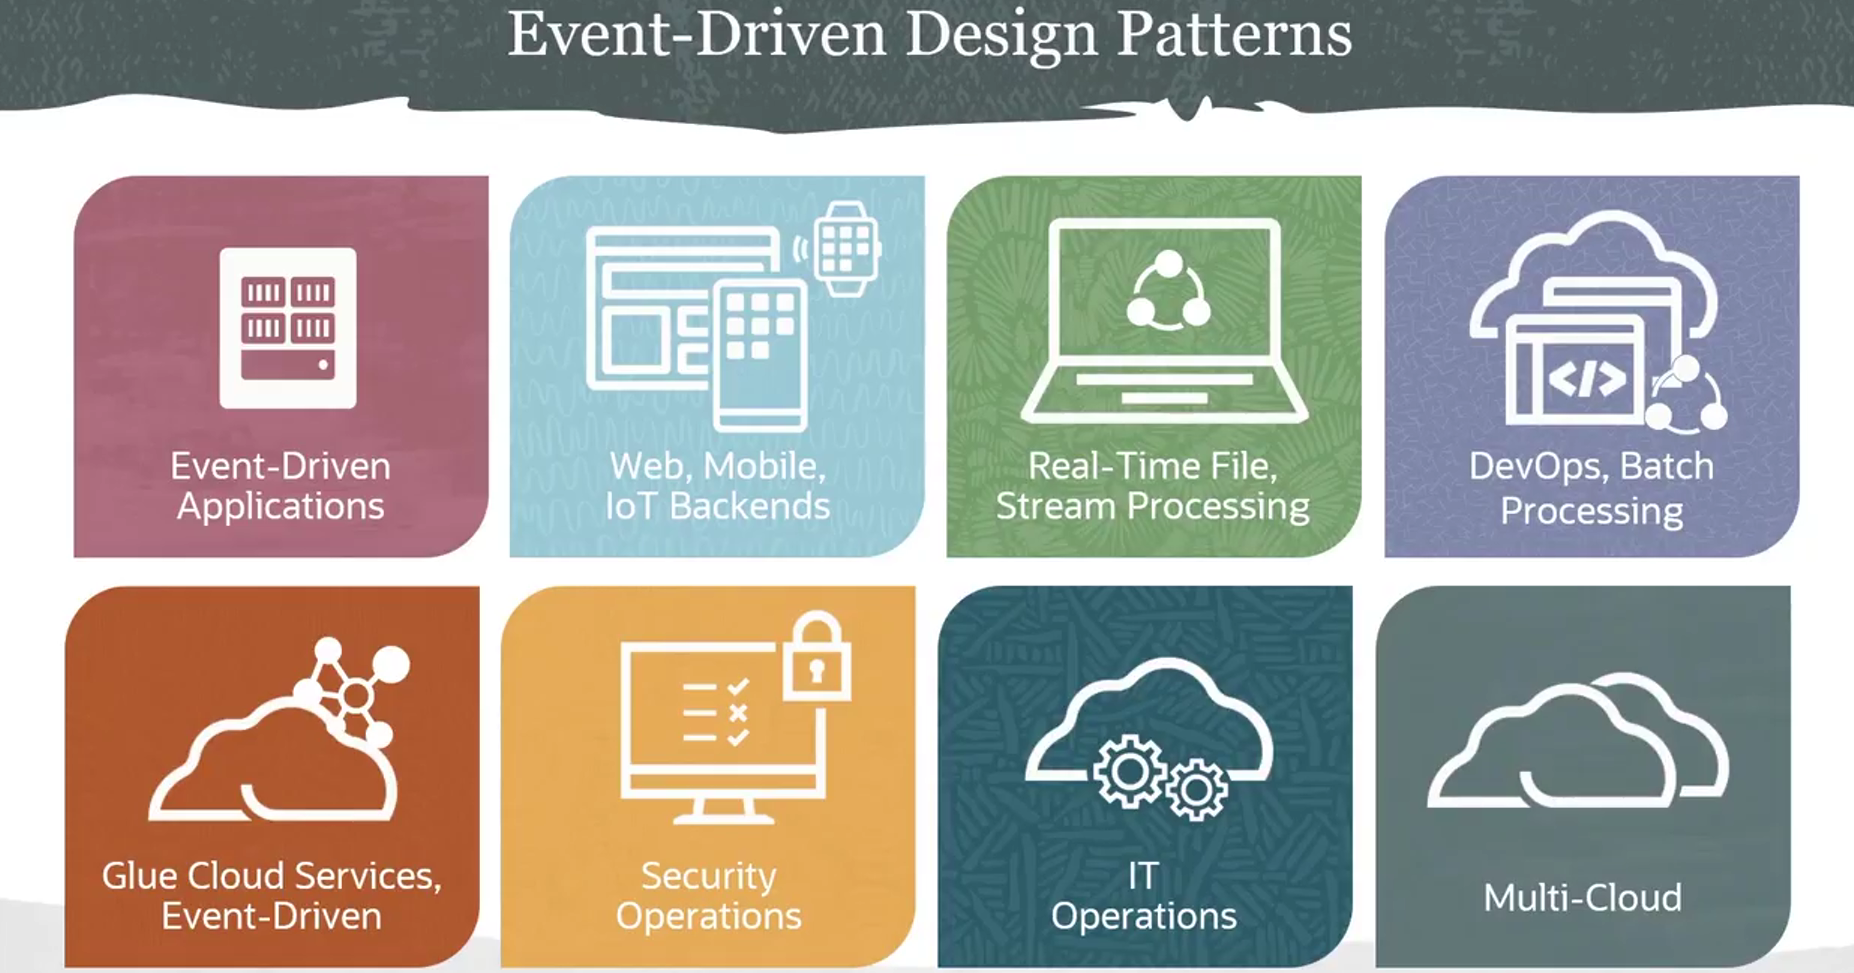 Event-Driven Design Patterns
Event-Driven
Applications
Web, Mobile,
IoT Backends
Real-Time File,
Stream Processing
</>
DevOps, Batch
Processing
Glue Cloud Services,
Event-Driven
Security
Operations
IT
Operations
Multi-Cloud